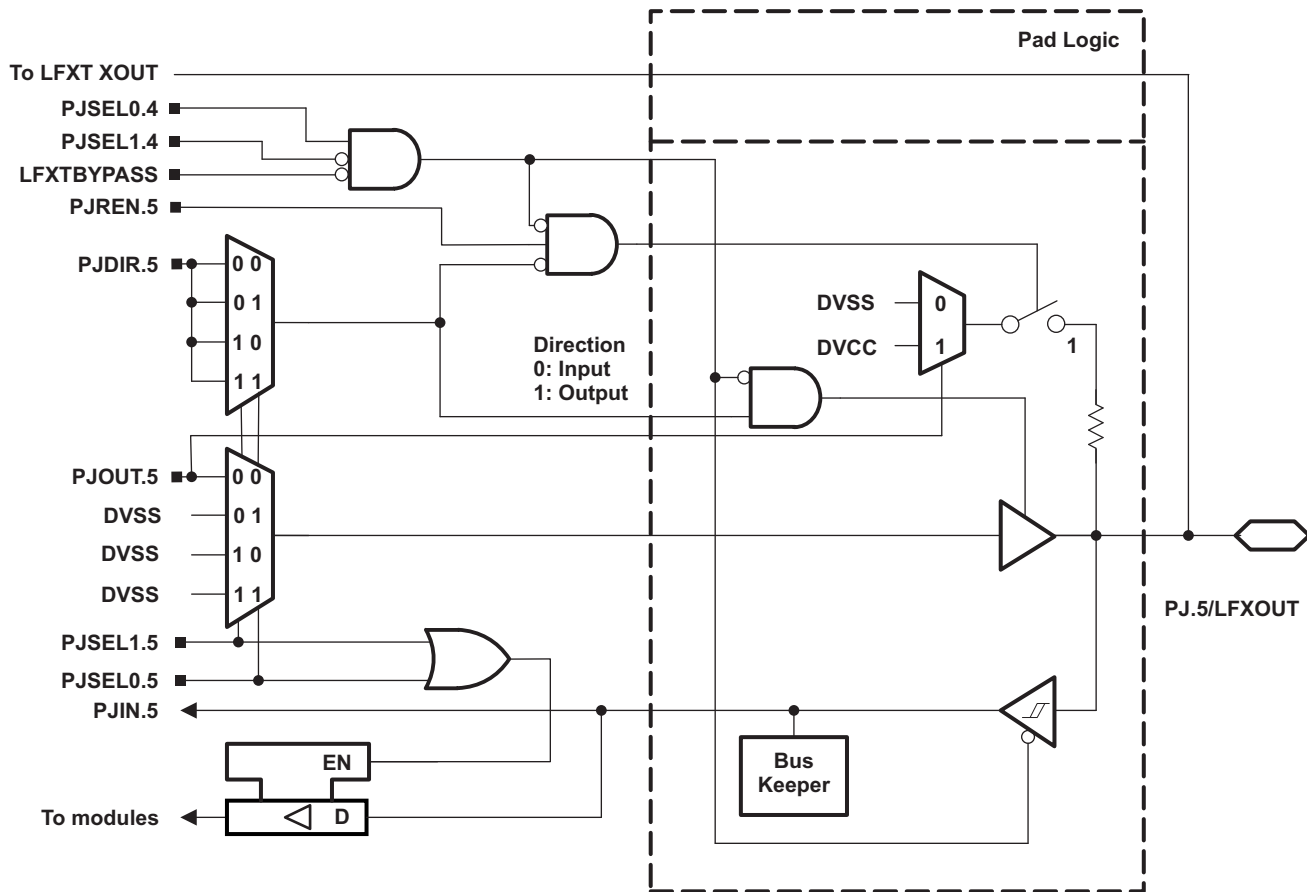 Pad Logic
To LFXT XOUT
PJSEL0.4
PJSEL1.4
LFXTBYPASS
PJREN.5
PJDIR.5
0 0
0 1
1 0
1 1
Direction
0: Input
1: Output
DVSS
0
DVCC
1
1
PJOUT.5
0 0
DVSS
0 1
DVSS
1 0
DVSS
1 1
PJ.5/LFXOUT
PJSEL1.5
PJSEL0.5
PJIN.5
EN
Bus
Keeper
To modules
D